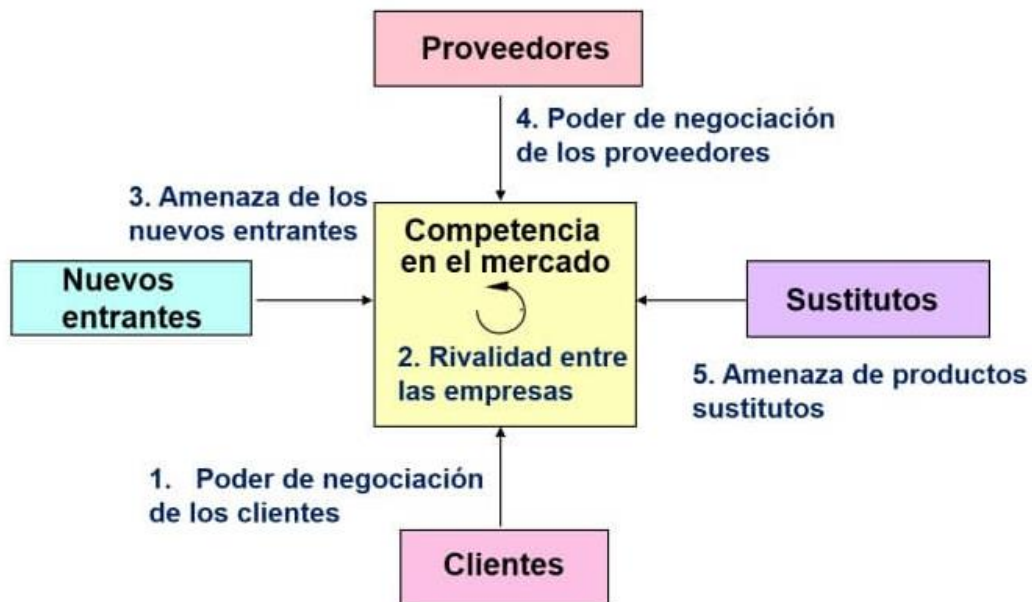 Proveedores
4. Poder de negociación
de los proveedores
3. Amenaza de los
nuevos entrantes
Competencia
en el mercado
Nuevos
entrantes
Sustitutos
2. Rivalidad entre
las empresas
5. Amenaza de productos
sustitutos
1. Poder de negociación
de los clientes
Clientes